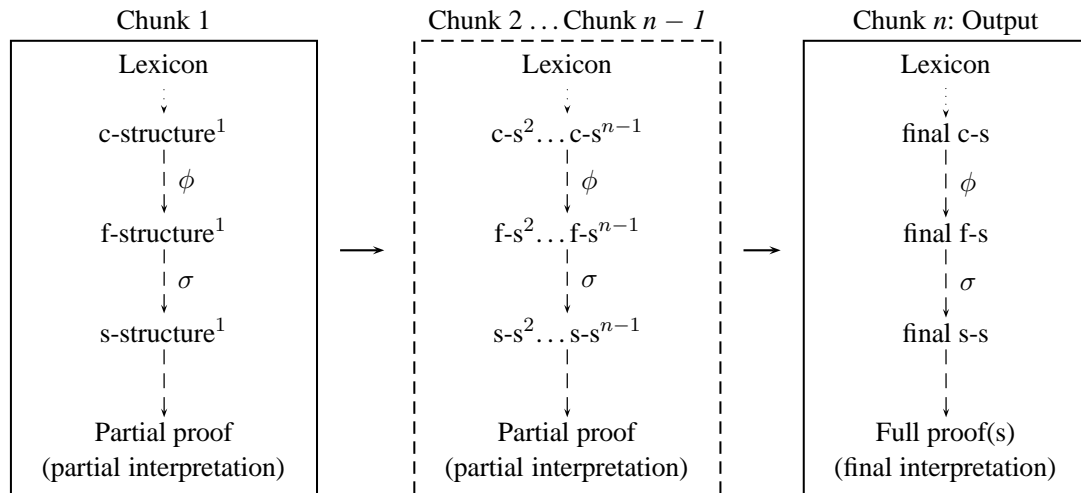 Chunk 1
Lexicon
c-structure¹
ϕ
f-structure¹
σ
s-structure¹
Partial proof
(partial interpretation)
Chunk 2 … Chunk n – 1
Lexicon
c-s² … c-sⁿ⁻¹
ϕ
f-s² … f-sⁿ⁻¹
σ
s-s² … s-sⁿ⁻¹
Partial proof
(partial interpretation)
Chunk n: Output
Lexicon
final c-s
ϕ
final f-s
σ
final s-s
Full proof(s)
(final interpretation)